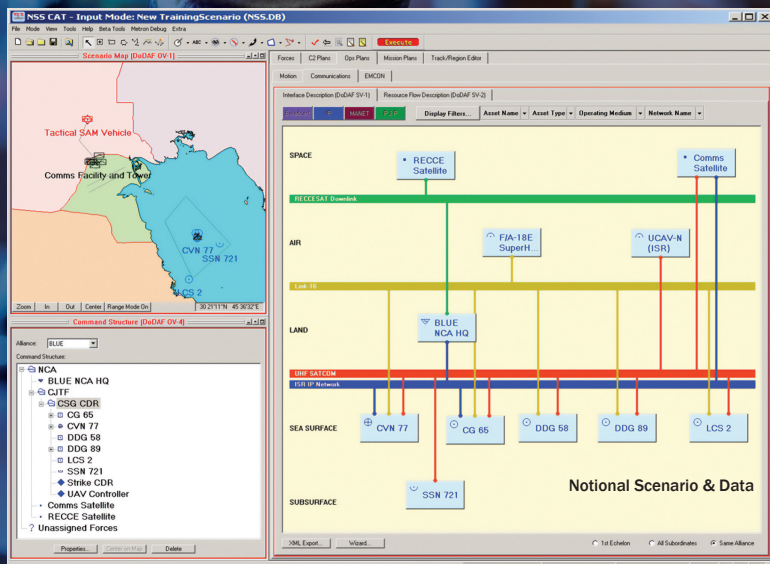 NSS CAT - Input Mode: New TrainingScenario (NSS.DB)
File Mode View Tools Help Beta Tools Metron Debug Extra
ABC
Execute
Scenario Map (DoDAF OV-1)
Tactical SAM Vehicle
Comms Facility and Tower
CVN 77
SSN 721
LCS 2
Zoom In Out Center Range Mode On 30 21'11"N 45 36'32"E
Command Structure (DoDAF OV-4)
Alliance: BLUE
Command Structure:
NCA
BLUE NCA HQ
CJTF
CSG CDR
CG 65
CVN 77
DDG 58
DDG 89
LCS 2
SSN 721
Strike CDR
UAV Controller
Comms Satellite
RECCE Satellite
? Unassigned Forces
Properties... Center on Map Delete
Forces C2 Plans Ops Plans Mission Plans Track/Region Editor
Motion Communications EMCON
Interface Description (DoDAF SV-1) Resource Flow Description (DoDAF SV-2)
MANET P2P Display Filters... Asset Name Asset Type Operating Medium Network Name
SPACE
RECCE
Satellite
Comms
Satellite
RECCESAT Downlink
AIR
F/A-18E
SuperH...
UCAV-N
(ISR)
Link 16
LAND
BLUE
NCA HQ
UHF SATCOM
ISR IP Network
SEA SURFACE
CVN 77
CG 65
DDG 58
DDG 89
LCS 2
SSN 721
Notional Scenario & Data
SUBSURFACE
XML Export... Wizard... 1st Echelon All Subordinates Same Alliance